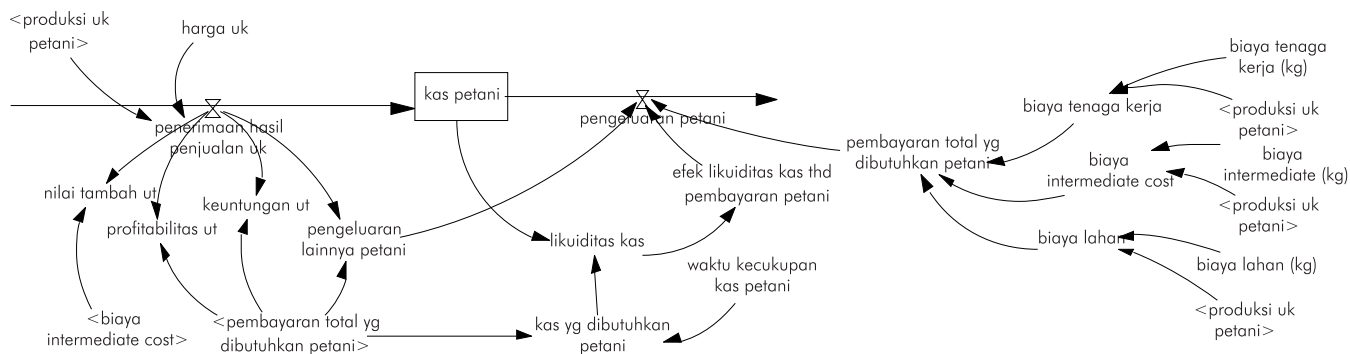 <produksi uk
petani>
harga uk
kas petani
penerimaan hasil
penjualan uk
pengeluaran petani
nilai tambah ut
profitabilitas ut
keuntungan ut
pengeluaran
lainnya petani
<biaya
intermediate cost>
<pembayaran total yg
dibutuhkan petani>
likuiditas kas
kas yg dibutuhkan
petani
efek likuiditas kas thd
pembayaran petani
waktu kecukupan
kas petani
pembayaran total yg
dibutuhkan petani
biaya tenaga kerja
biaya
intermediate cost
biaya lahan
biaya tenaga
kerja (kg)
<produksi uk
petani>
biaya
intermediate (kg)
<produksi uk
petani>
biaya lahan (kg)
<produksi uk
petani>